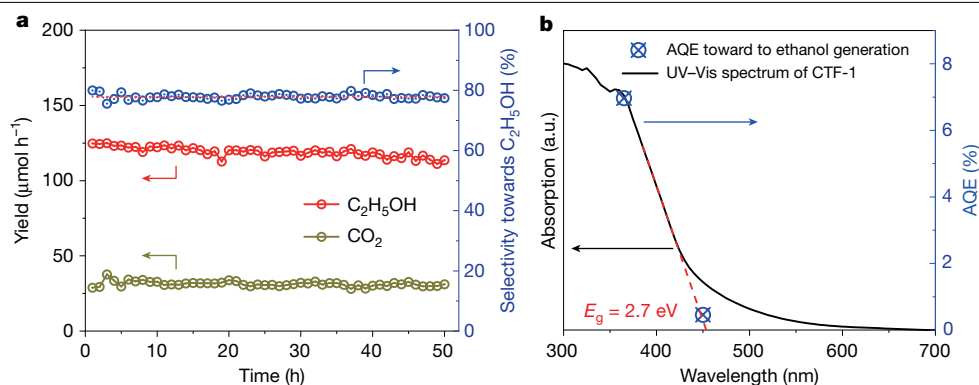 a
200
150
100
50
0
Yield (μmol h⁻¹)
0 10 20 30 40 50
Time (h)
100
80
60
40
20
0
Selectivity towards C₂H₅OH (%)
C₂H₅OH
CO₂
b
Absorption (a.u.)
AQE toward to ethanol generation
UV–Vis spectrum of CTF-1
E_g = 2.7 eV
300 400 500 600 700
Wavelength (nm)
8
6
4
2
0
AQE (%)